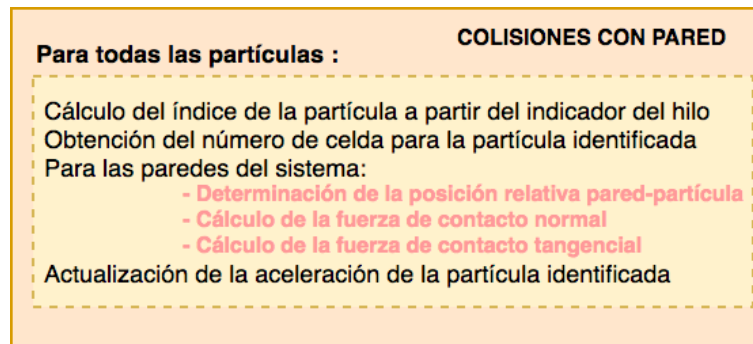 COLISIONES CON PARED
Para todas las partículas :
Cálculo del índice de la partícula a partir del indicador del hilo
Obtención del número de celda para la partícula identificada
Para las paredes del sistema:
- Determinación de la posición relativa pared-partícula
- Cálculo de la fuerza de contacto normal
- Cálculo de la fuerza de contacto tangencial
Actualización de la aceleración de la partícula identificada